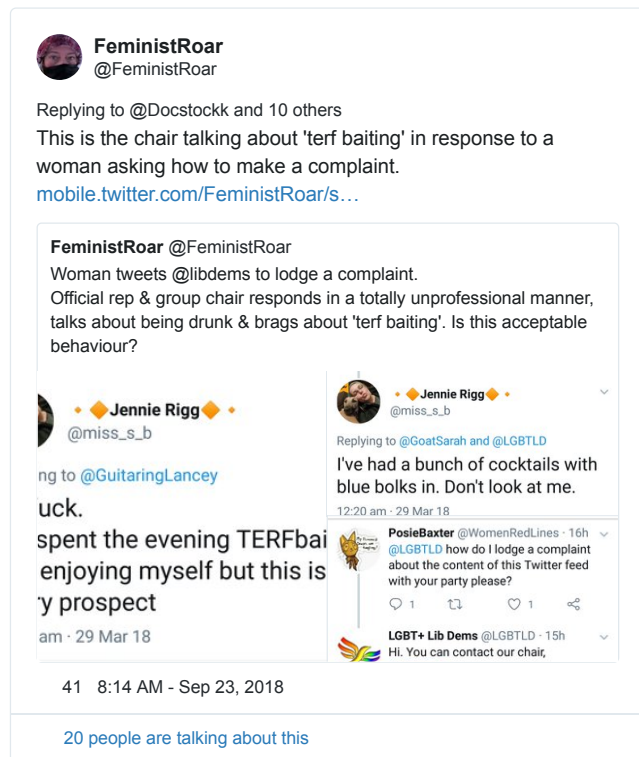 FeministRoar
@FeministRoar
Replying to @Docstockk and 10 others
This is the chair talking about 'terf baiting' in response to a
woman asking how to make a complaint.
mobile.twitter.com/FeministRoar/s…
FeministRoar @FeministRoar
Woman tweets @libdems to lodge a complaint.
Official rep & group chair responds in a totally unprofessional manner,
talks about being drunk & brags about 'terf baiting'. Is this acceptable
behaviour?
🔸🔶Jennie Rigg🔶🔸
@miss_s_b
ng to @GuitaringLancey
uck.
spent the evening TERFbai
enjoying myself but this is
'y prospect
am · 29 Mar 18
🔸🔶Jennie Rigg🔶🔸
@miss_s_b
Replying to @GoatSarah and @LGBTLD
I've had a bunch of cocktails with
blue bolks in. Don't look at me.
12:20 am · 29 Mar 18
PosieBaxter @WomenRedLines · 16h
@LGBTLD how do I lodge a complaint
about the content of this Twitter feed
with your party please?
1 1
LGBT+ Lib Dems @LGBTLD · 15h
Hi. You can contact our chair,
41 8:14 AM - Sep 23, 2018
20 people are talking about this